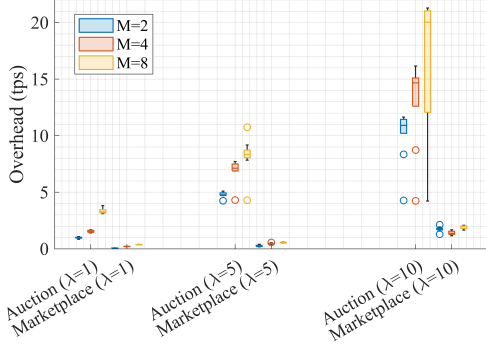 20
15
10
5
0
Overhead (tps)
M=2
M=4
M=8
Auction (λ=1)
Marketplace (λ=1)
Auction (λ=5)
Marketplace (λ=5)
Auction (λ=10)
Marketplace (λ=10)